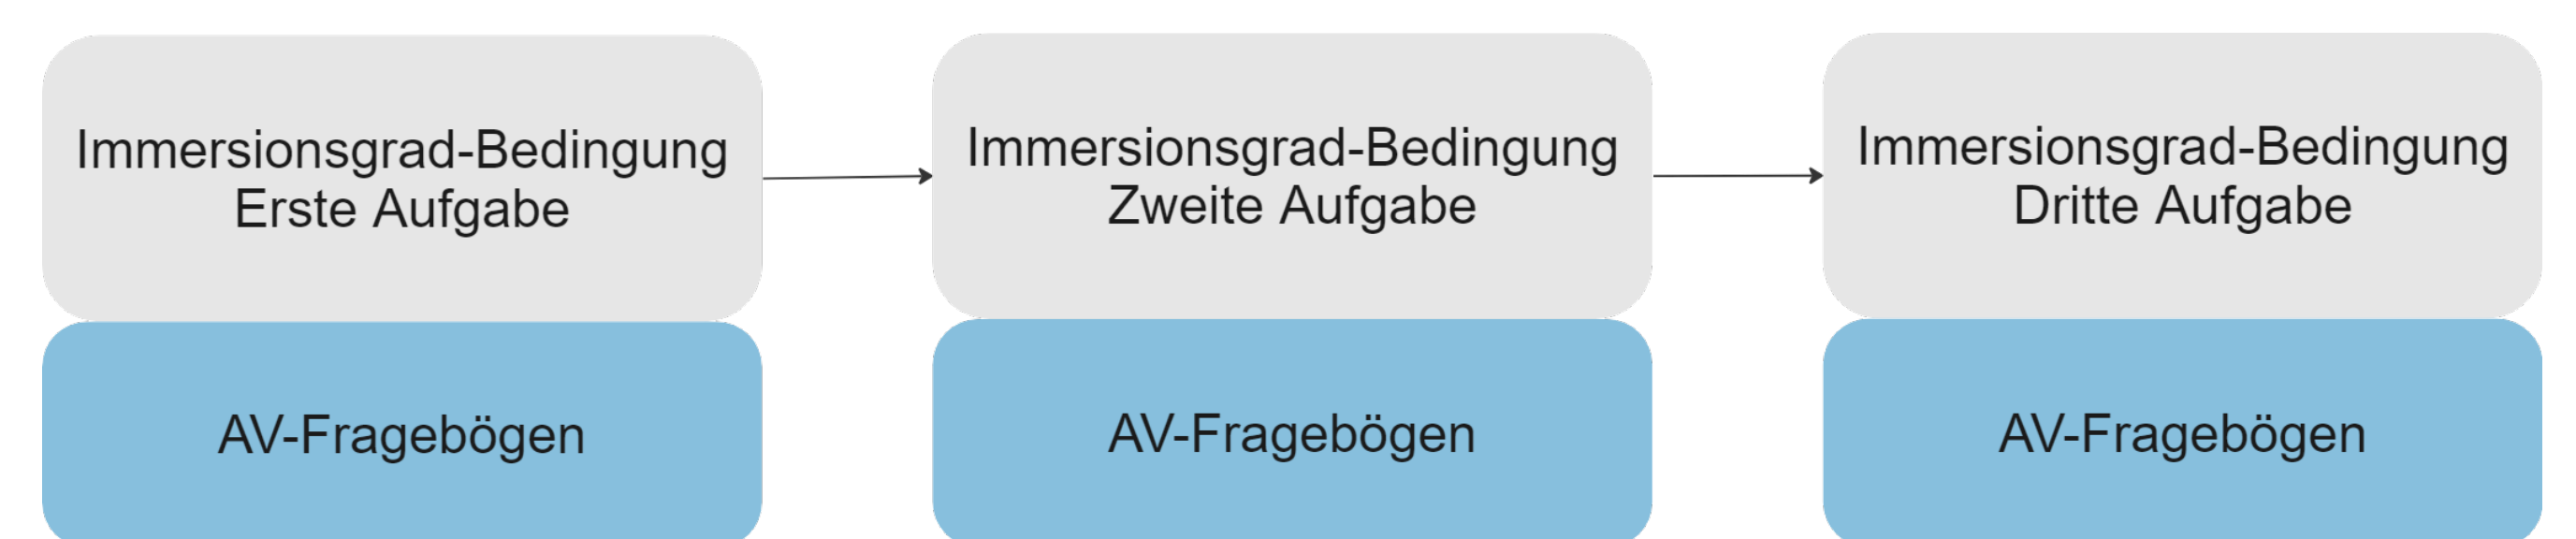 Immersionsgrad-Bedingung
Erste Aufgabe
AV-Fragebögen
Immersionsgrad-Bedingung
Zweite Aufgabe
AV-Fragebögen
Immersionsgrad-Bedingung
Dritte Aufgabe
AV-Fragebögen